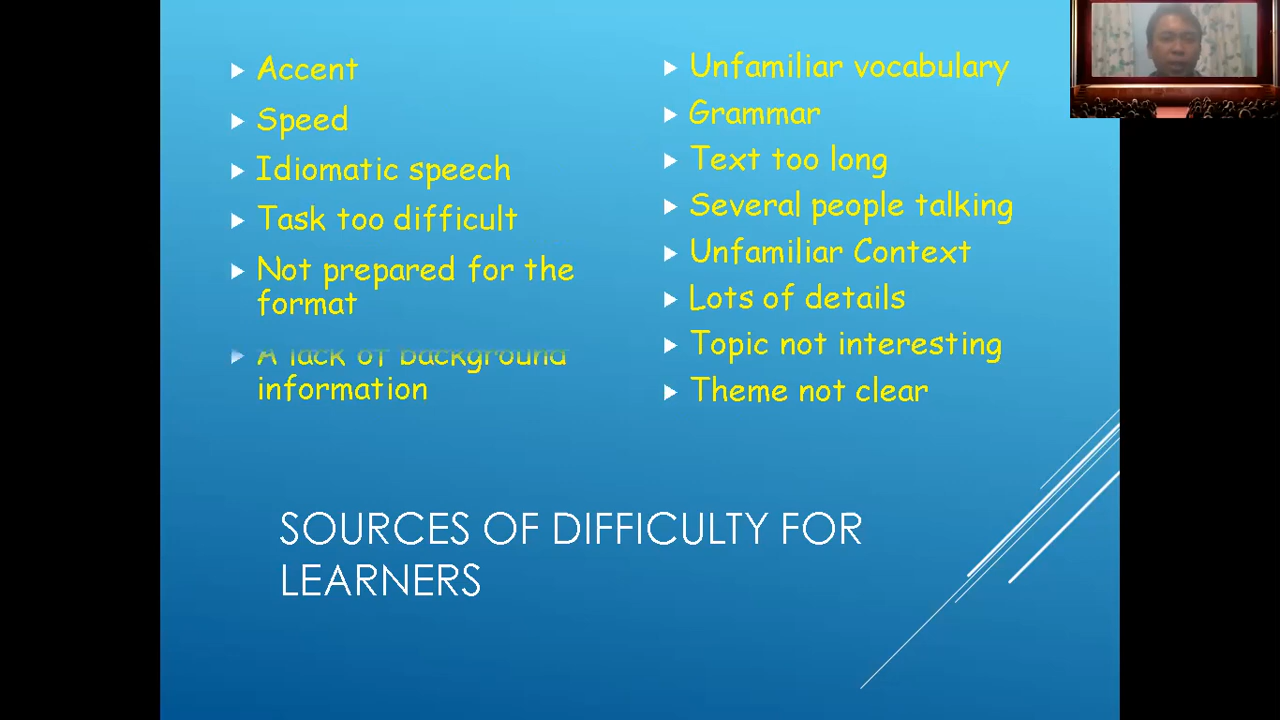 Accent
Speed
Idiomatic speech
Task too difficult
Not prepared for the
format
A lack of background
information
Unfamiliar vocabulary
Grammar
Text too long
Several people talking
Unfamiliar Context
Lots of details
Topic not interesting
Theme not clear
SOURCES OF DIFFICULTY FOR
LEARNERS